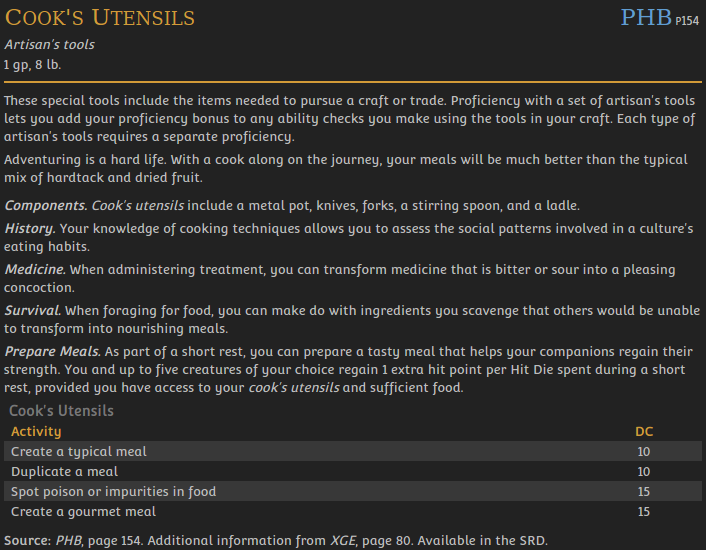 Cook's Utensils PHB P154
Artisan's tools
1 gp, 8 lb.
These special tools include the items needed to pursue a craft or trade. Proficiency with a set of artisan's tools
lets you add your proficiency bonus to any ability checks you make using the tools in your craft. Each type of
artisan's tools requires a separate proficiency.
Adventuring is a hard life. With a cook along on the journey, your meals will be much better than the typical
mix of hardtack and dried fruit.
Components. Cook's utensils include a metal pot, knives, forks, a stirring spoon, and a ladle.
History. Your knowledge of cooking techniques allows you to assess the social patterns involved in a culture's
eating habits.
Medicine. When administering treatment, you can transform medicine that is bitter or sour into a pleasing
concoction.
Survival. When foraging for food, you can make do with ingredients you scavenge that others would be unable
to transform into nourishing meals.
Prepare Meals. As part of a short rest, you can prepare a tasty meal that helps your companions regain their
strength. You and up to five creatures of your choice regain 1 extra hit point per Hit Die spent during a short
rest, provided you have access to your cook's utensils and sufficient food.
Cook's Utensils
Activity DC
Create a typical meal 10
Duplicate a meal 10
Spot poison or impurities in food 15
Create a gourmet meal 15
Source: PHB, page 154. Additional information from XGE, page 80. Available in the SRD.